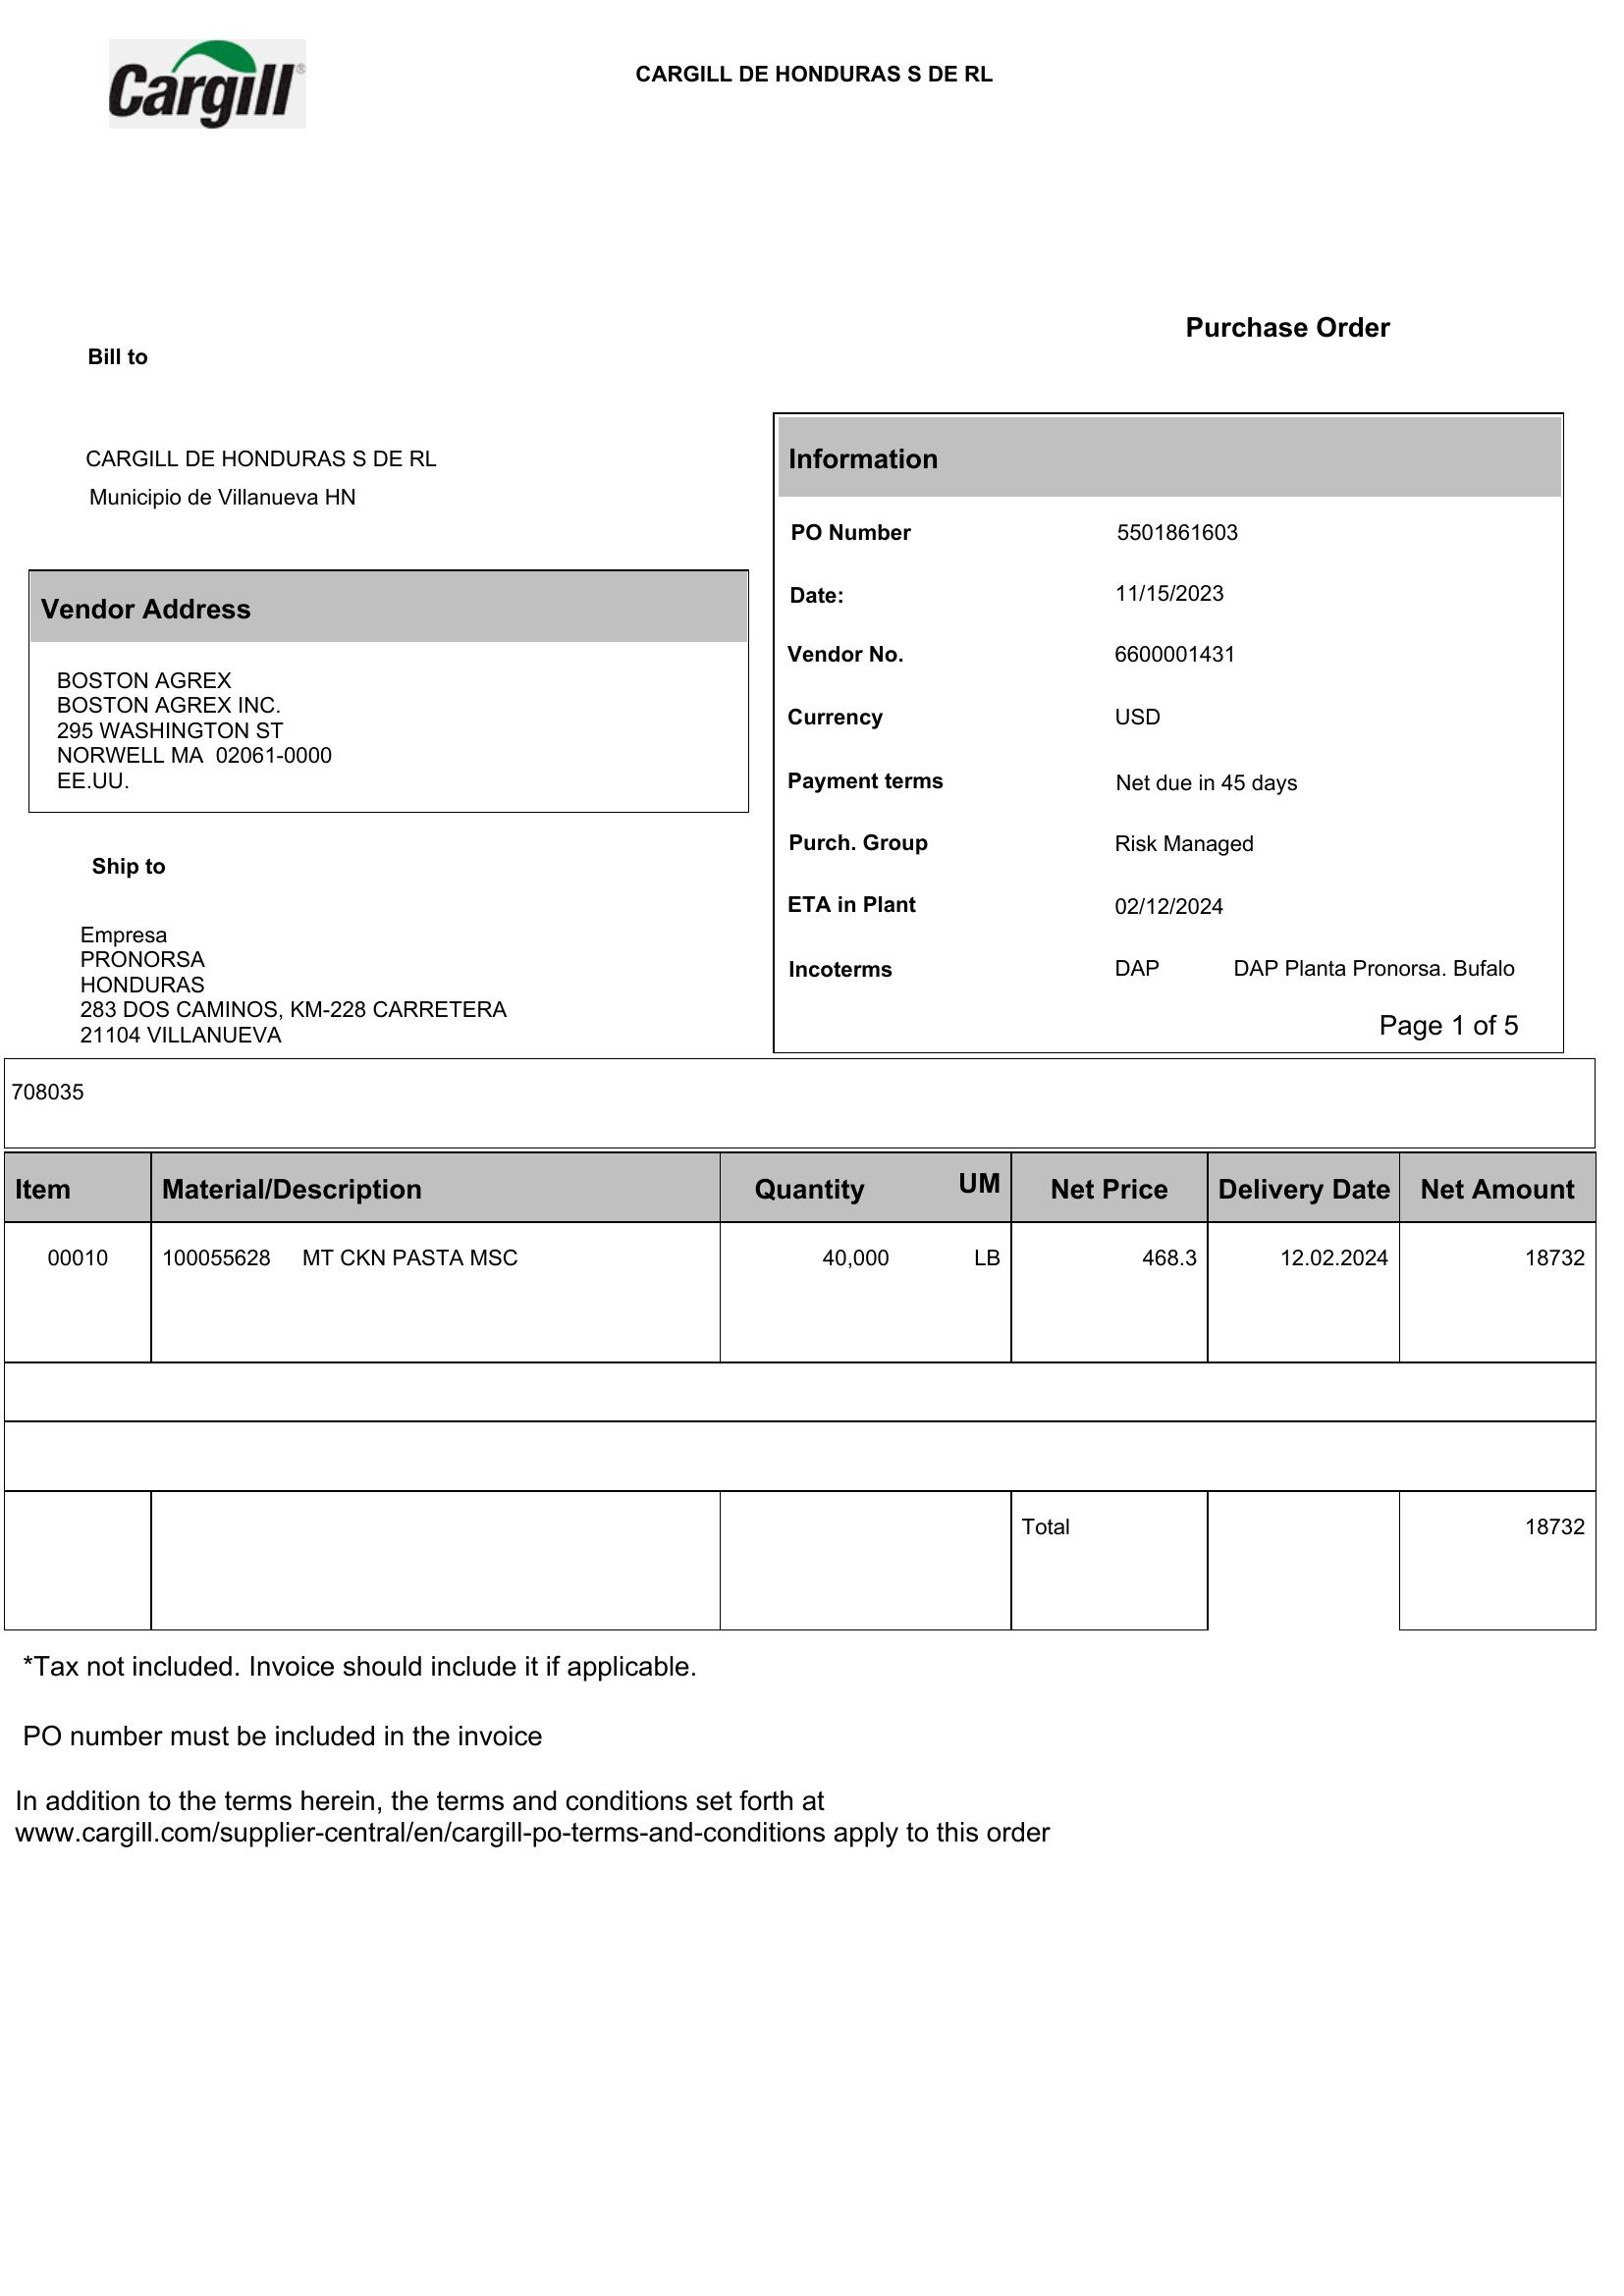 Cargill®
CARGILL DE HONDURAS S DE RL
Purchase Order
Bill to
CARGILL DE HONDURAS S DE RL
Municipio de Villanueva HN
Vendor Address
BOSTON AGREX
BOSTON AGREX INC.
295 WASHINGTON ST
NORWELL MA  02061-0000
EE.UU.
Ship to
Empresa
PRONORSA
HONDURAS
283 DOS CAMINOS, KM-228 CARRETERA
21104 VILLANUEVA
Information
PO Number 5501861603
Date: 11/15/2023
Vendor No. 6600001431
Currency USD
Payment terms Net due in 45 days
Purch. Group Risk Managed
ETA in Plant 02/12/2024
Incoterms DAP DAP Planta Pronorsa. Bufalo
Page 1 of 5
708035
Item Material/Description Quantity UM Net Price Delivery Date Net Amount
00010 100055628 MT CKN PASTA MSC 40,000 LB 468.3 12.02.2024 18732
Total 18732
*Tax not included. Invoice should include it if applicable.
PO number must be included in the invoice
In addition to the terms herein, the terms and conditions set forth at
www.cargill.com/supplier-central/en/cargill-po-terms-and-conditions apply to this order